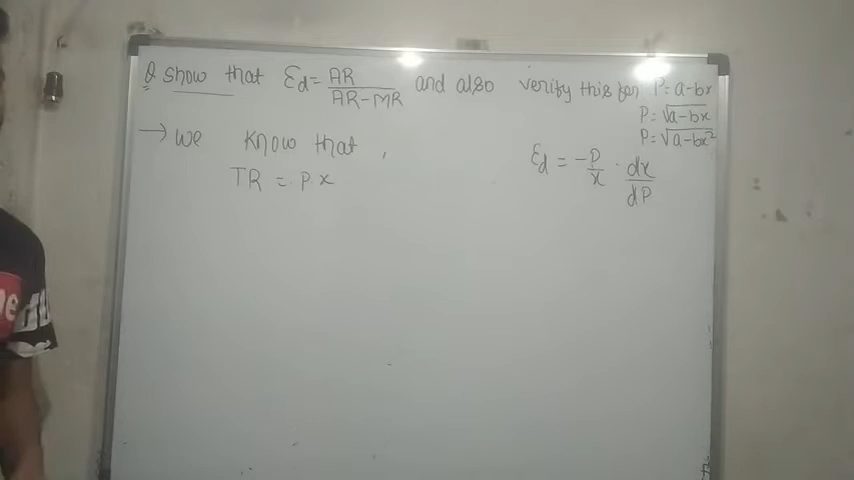 Q Show that Ed = AR / AR - MR and also verify this for P = a - bx
P = √a - bx
P = √a - bx²
→ we know that,
TR = P x
Ed = -P/x · dx/dP